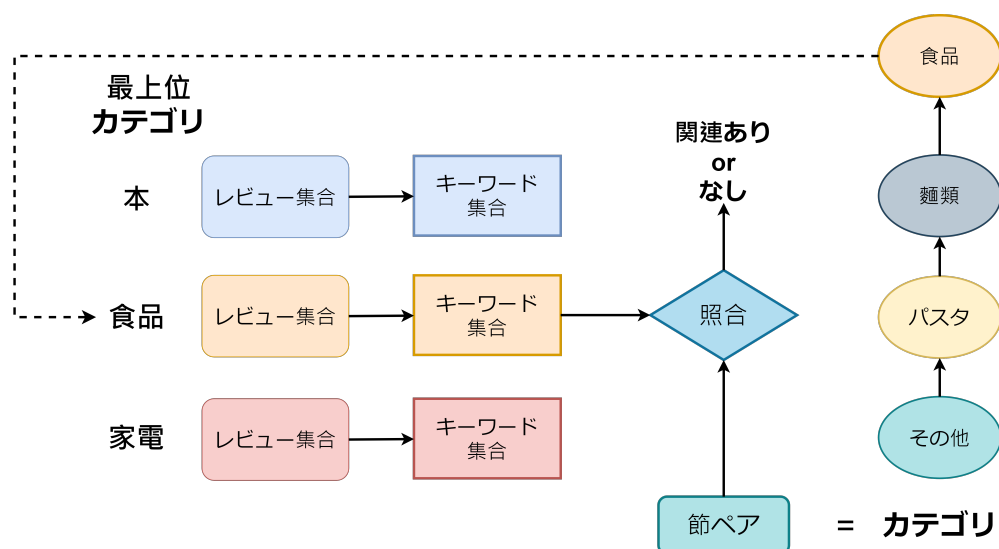 最上位
カテゴリ
本
レビュー集合
キーワード
集合
食品
レビュー集合
キーワード
集合
照合
関連あり
or
なし
家電
レビュー集合
キーワード
集合
節ペア
=
カテゴリ
食品
麺類
パスタ
その他